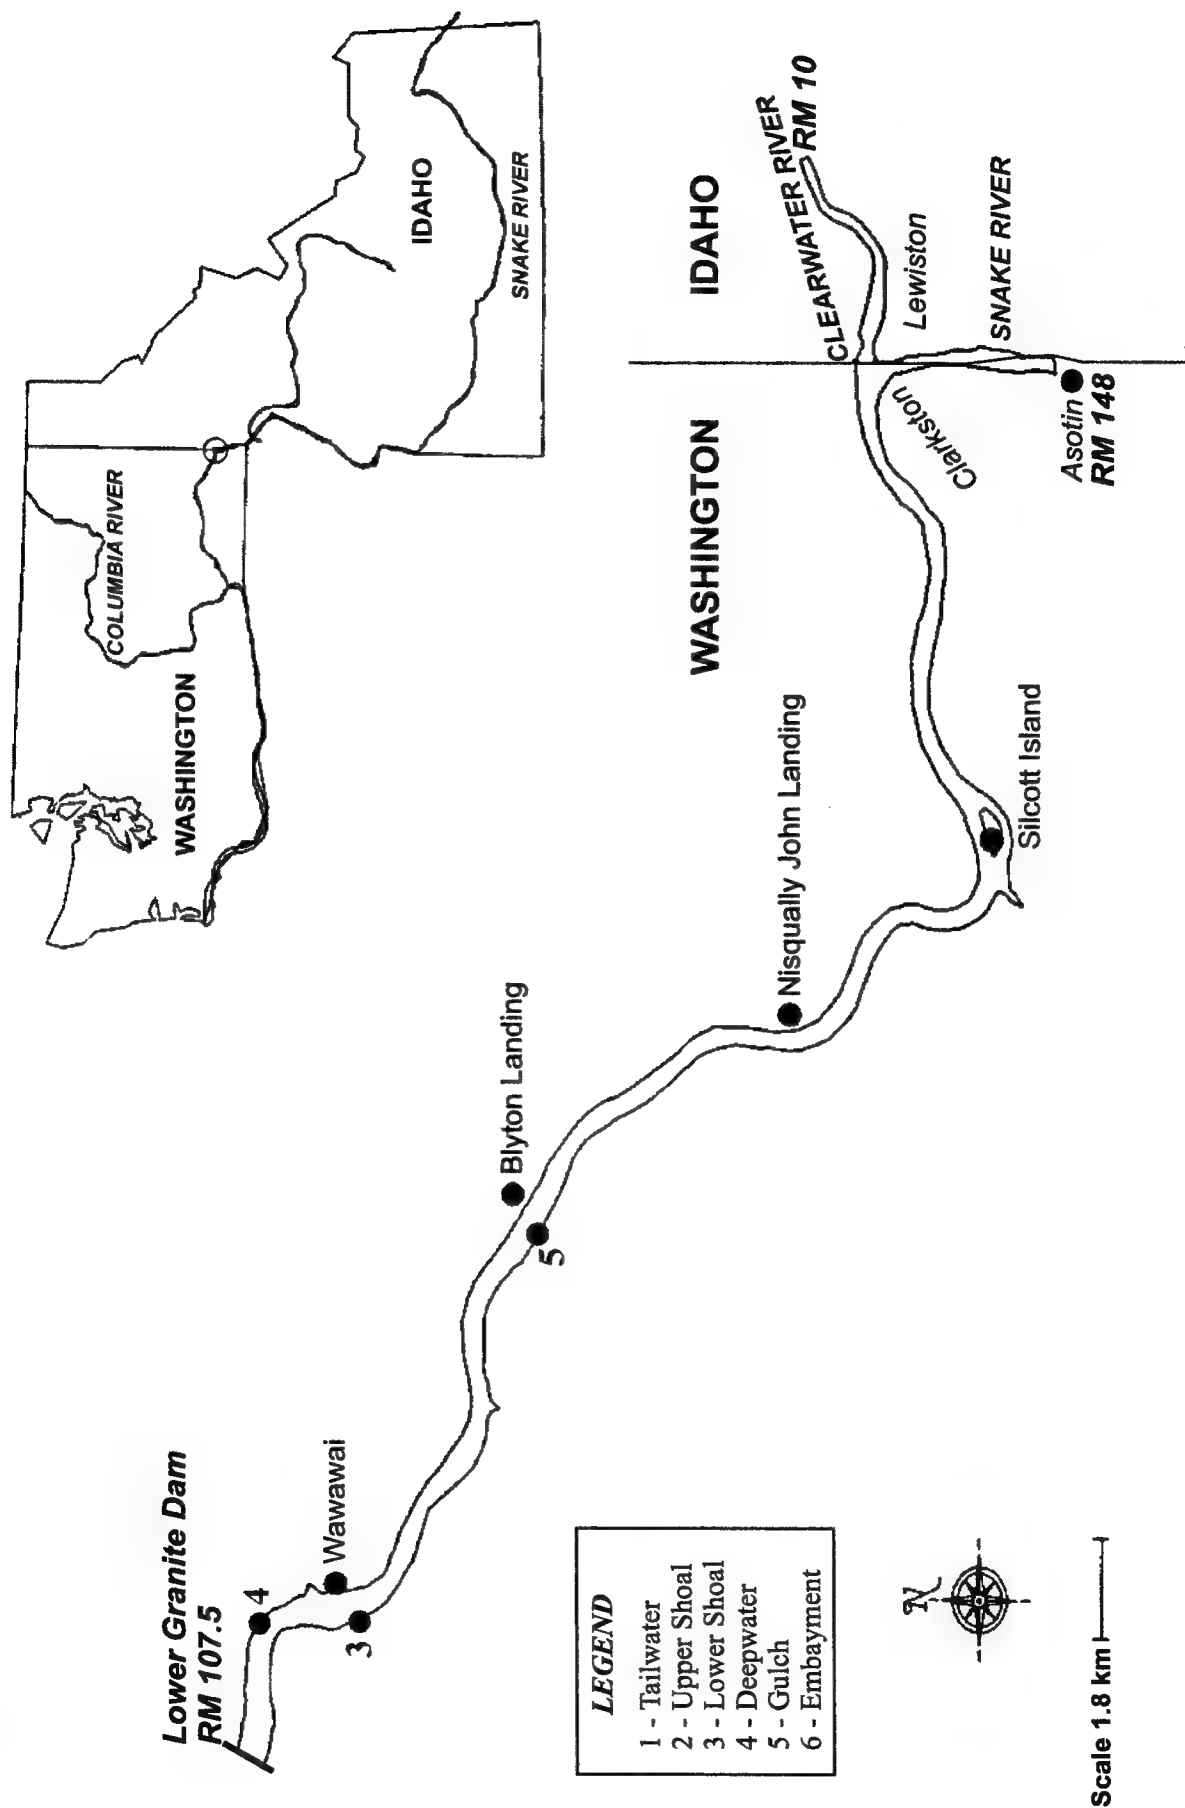 COLUMBIA RIVER
WASHINGTON
IDAHO
SNAKE RIVER
Lower Granite Dam
RM 107.5
4
Wawawai
3
Blyton Landing
5
Nisqually John Landing
Silcott Island
WASHINGTON
IDAHO
CLEARWATER RIVER
RM 10
Lewiston
Clarkston
SNAKE RIVER
Asotin
RM 148
LEGEND
1 - Tailwater
2 - Upper Shoal
3 - Lower Shoal
4 - Deepwater
5 - Gulch
6 - Embayment
N
Scale 1.8 km